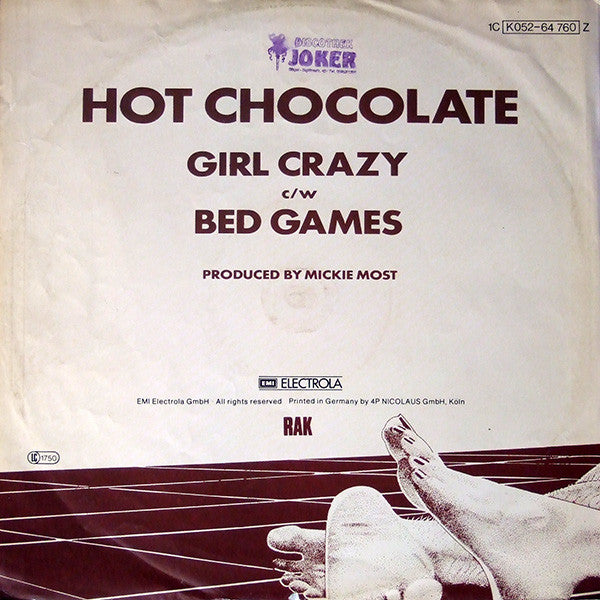 1C K052-64 760 Z
DISCOTHEK
JOKER
HOT CHOCOLATE
GIRL CRAZY
c/w
BED GAMES
PRODUCED BY MICKIE MOST
EMI ELECTROLA
EMI Electrola GmbH · All rights reserved Printed in Germany by 4P NICOLAUS GmbH, Köln
RAK
LC 1750